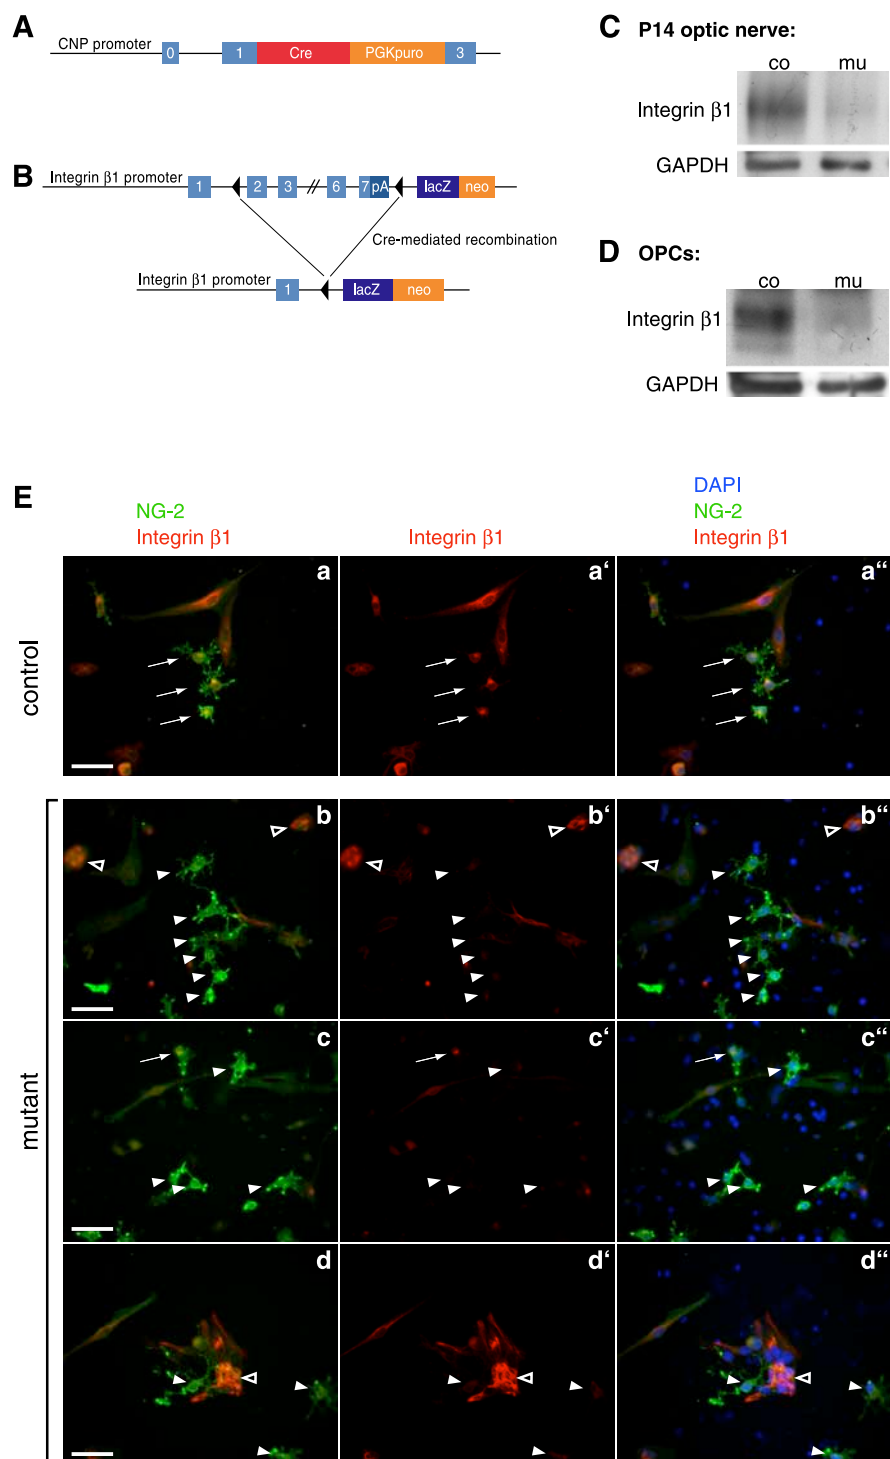 A
CNP promoter
0
1
Cre
PGKpuro
3
B
Integrin β1 promoter
1
2
3
6
7
pA
lacZ
neo
Cre-mediated recombination
Integrin β1 promoter
1
lacZ
neo
C P14 optic nerve:
co mu
Integrin β1
GAPDH
D OPCs:
co mu
Integrin β1
GAPDH
E
NG-2
Integrin β1
Integrin β1
DAPI
NG-2
Integrin β1
control
a
a‘
a“
mutant
b
b‘
b“
c
c‘
c“
d
d‘
d“